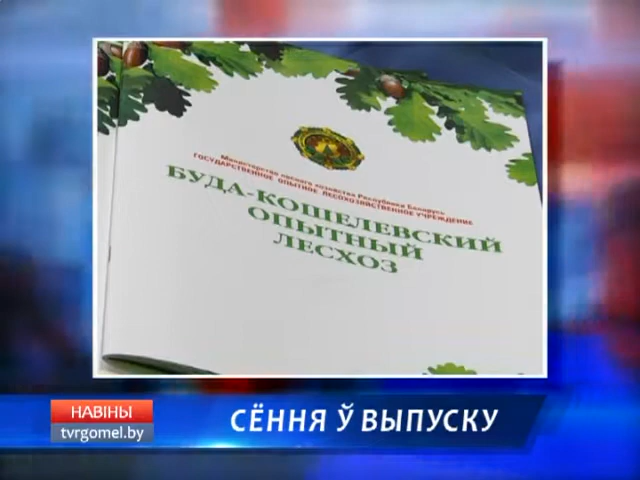 Министерство лесного хозяйства Республики Беларусь
ГОСУДАРСТВЕННОЕ ОПЫТНОЕ ЛЕСОХОЗЯЙСТВЕННОЕ УЧРЕЖДЕНИЕ
БУДА-КОШЕЛЕВСКИЙ
ОПЫТНЫЙ
ЛЕСХОЗ
НАВІНЫ
tvrgomel.by
СЁННЯ Ў ВЫПУСКУ